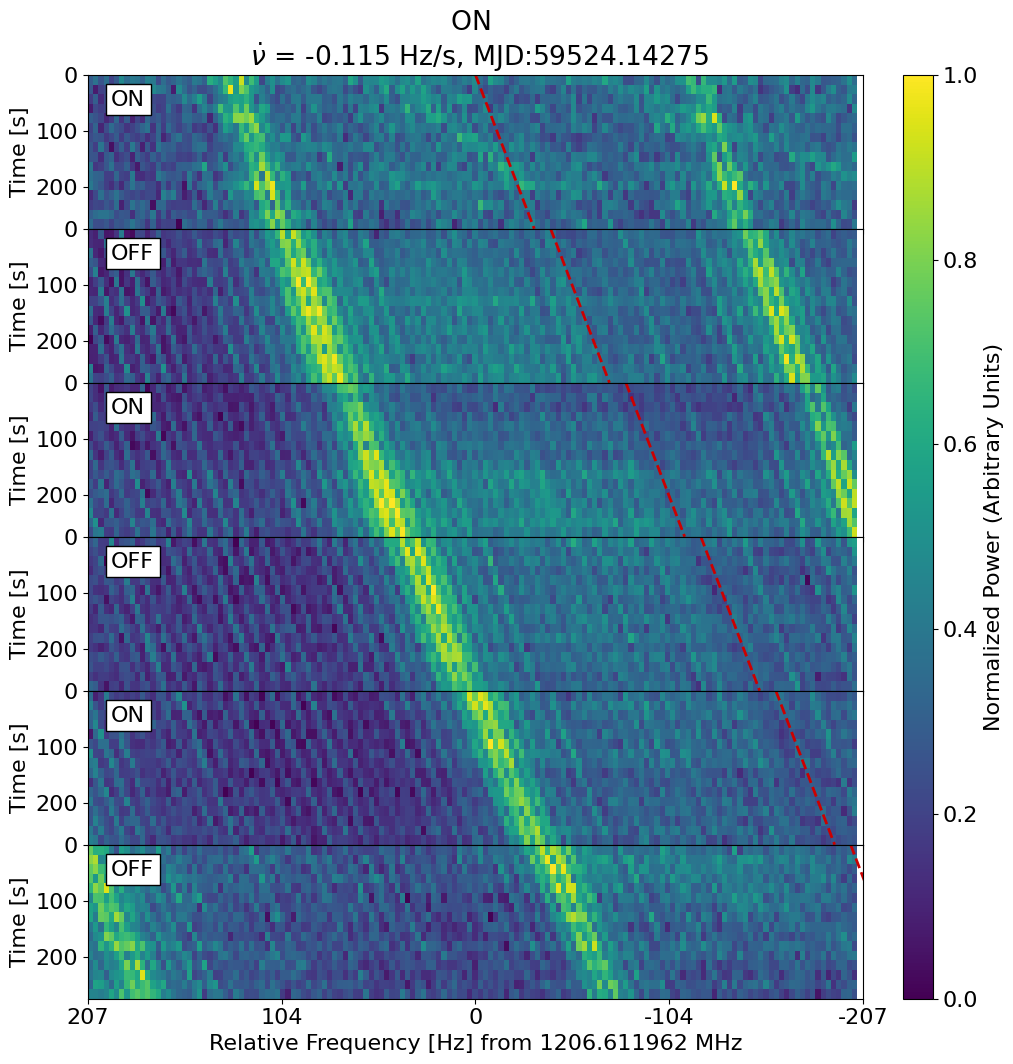 ON
ν̇ = -0.115 Hz/s, MJD:59524.14275
0
100
200
Time [s]
ON
0
100
200
Time [s]
OFF
0
100
200
Time [s]
ON
0
100
200
Time [s]
OFF
0
100
200
Time [s]
ON
0
100
200
Time [s]
OFF
207 104 0 -104 -207
Relative Frequency [Hz] from 1206.611962 MHz
1.0
0.8
0.6
0.4
0.2
0.0
Normalized Power (Arbitrary Units)